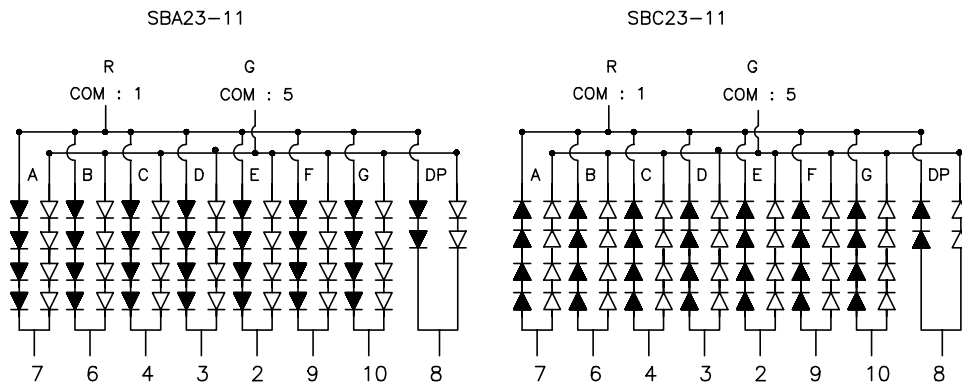 SBA23-11 SBC23-11
R G R G
COM : 1 COM : 5 COM : 1 COM : 5
A B C D E F G DP A B C D E F G DP
7 6 4 3 2 9 10 8 7 6 4 3 2 9 10 8